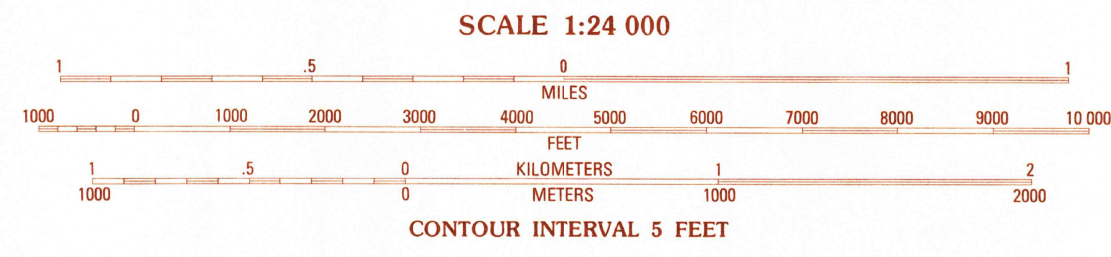 SCALE 1:24 000
1 .5 0 1
MILES
1000 0 1000 2000 3000 4000 5000 6000 7000 8000 9000 10 000
FEET
1 .5 0 KILOMETERS 1 2
1000 0 METERS 1000 2000
CONTOUR INTERVAL 5 FEET